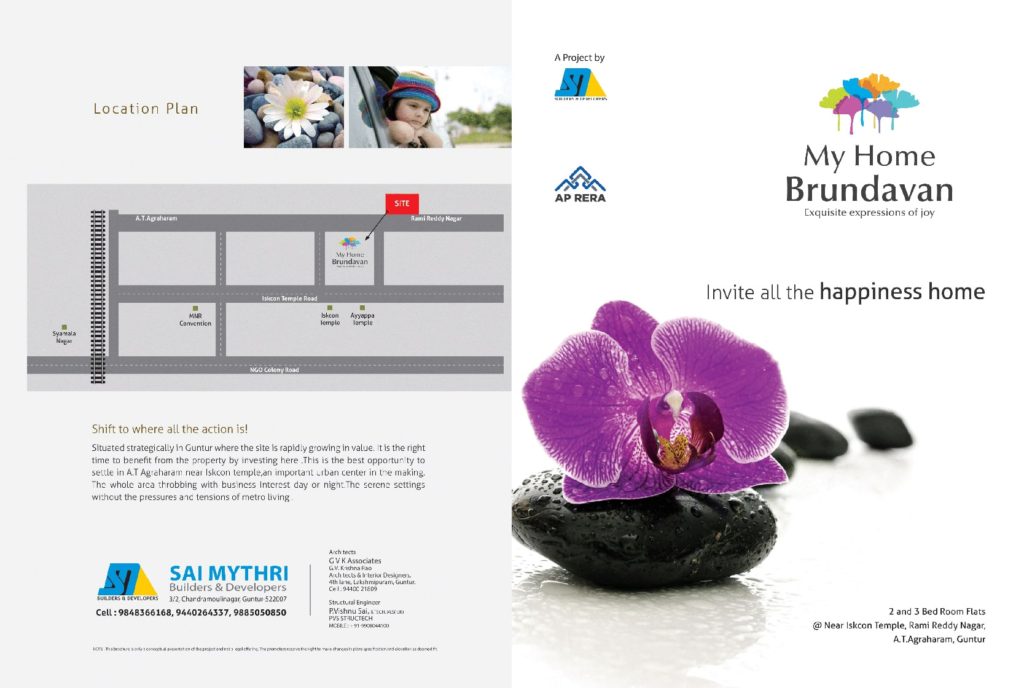 Location Plan
SITE
A.T.Agraharam
Rami Reddy Nagar
My Home
Brundavan
Iskcon Temple Road
MNR
Convention
Iskcon
Temple
Ayyappa
Temple
Syamala
Nagar
NGO Colony Road
Shift to where all the action is!
Situated strategically in Guntur where the site is rapidly growing in value. It is the right
time to benefit from the property by investing here .This is the best opportunity to
settle in A.T Agraharam near Iskcon temple,an important urban center in the making.
The whole area throbbing with business interest day or night.The serene settings
without the pressures and tensions of metro living .
BUILDERS & DEVELOPERS
SAI MYTHRI
Builders & Developers
3/2, Chandramoulinagar, Guntur-522007
Cell : 9848366168, 9440264337, 9885050850
Architects
G V K Associates
G.V. Krishna Rao
Architects & Interior Designers,
4th lane, Lakshmipuram, Guntur.
Cell : 94400 21809
Structural Engineer
P.Vishnu Sai,
PVS STRUCTECH
A Project by
BUILDERS & DEVELOPERS
AP RERA
My Home
Brundavan
Exquisite expressions of joy
Invite all the happiness home
2 and 3 Bed Room Flats
@ Near Iskcon Temple, Rami Reddy Nagar,
A.T.Agraharam, Guntur